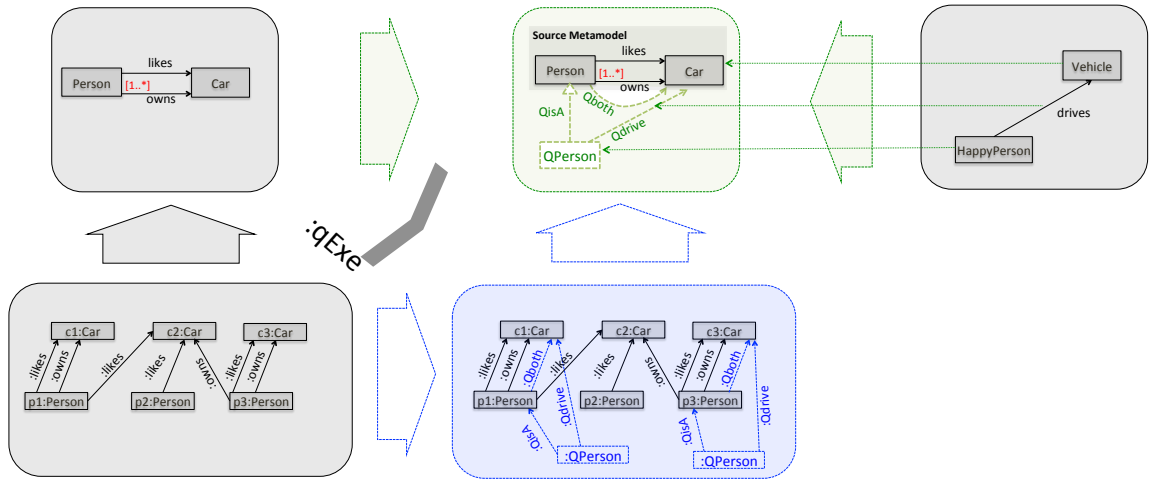 likes
Person
[1..*]
Car
owns
Source Metamodel
likes
Person
[1..*]
Car
owns
Qboth
QisA
Qdrive
QPerson
Vehicle
drives
HappyPerson
:qExe
c1:Car
c2:Car
c3:Car
:likes
:owns
:likes
:likes
:owns
:likes
:owns
p1:Person
p2:Person
p3:Person
c1:Car
c2:Car
c3:Car
:likes
:owns
:Qboth
:likes
:likes
:owns
:likes
:owns
:Qboth
p1:Person
p2:Person
p3:Person
:QisA
:Qdrive
:QisA
:Qdrive
:QPerson
:QPerson